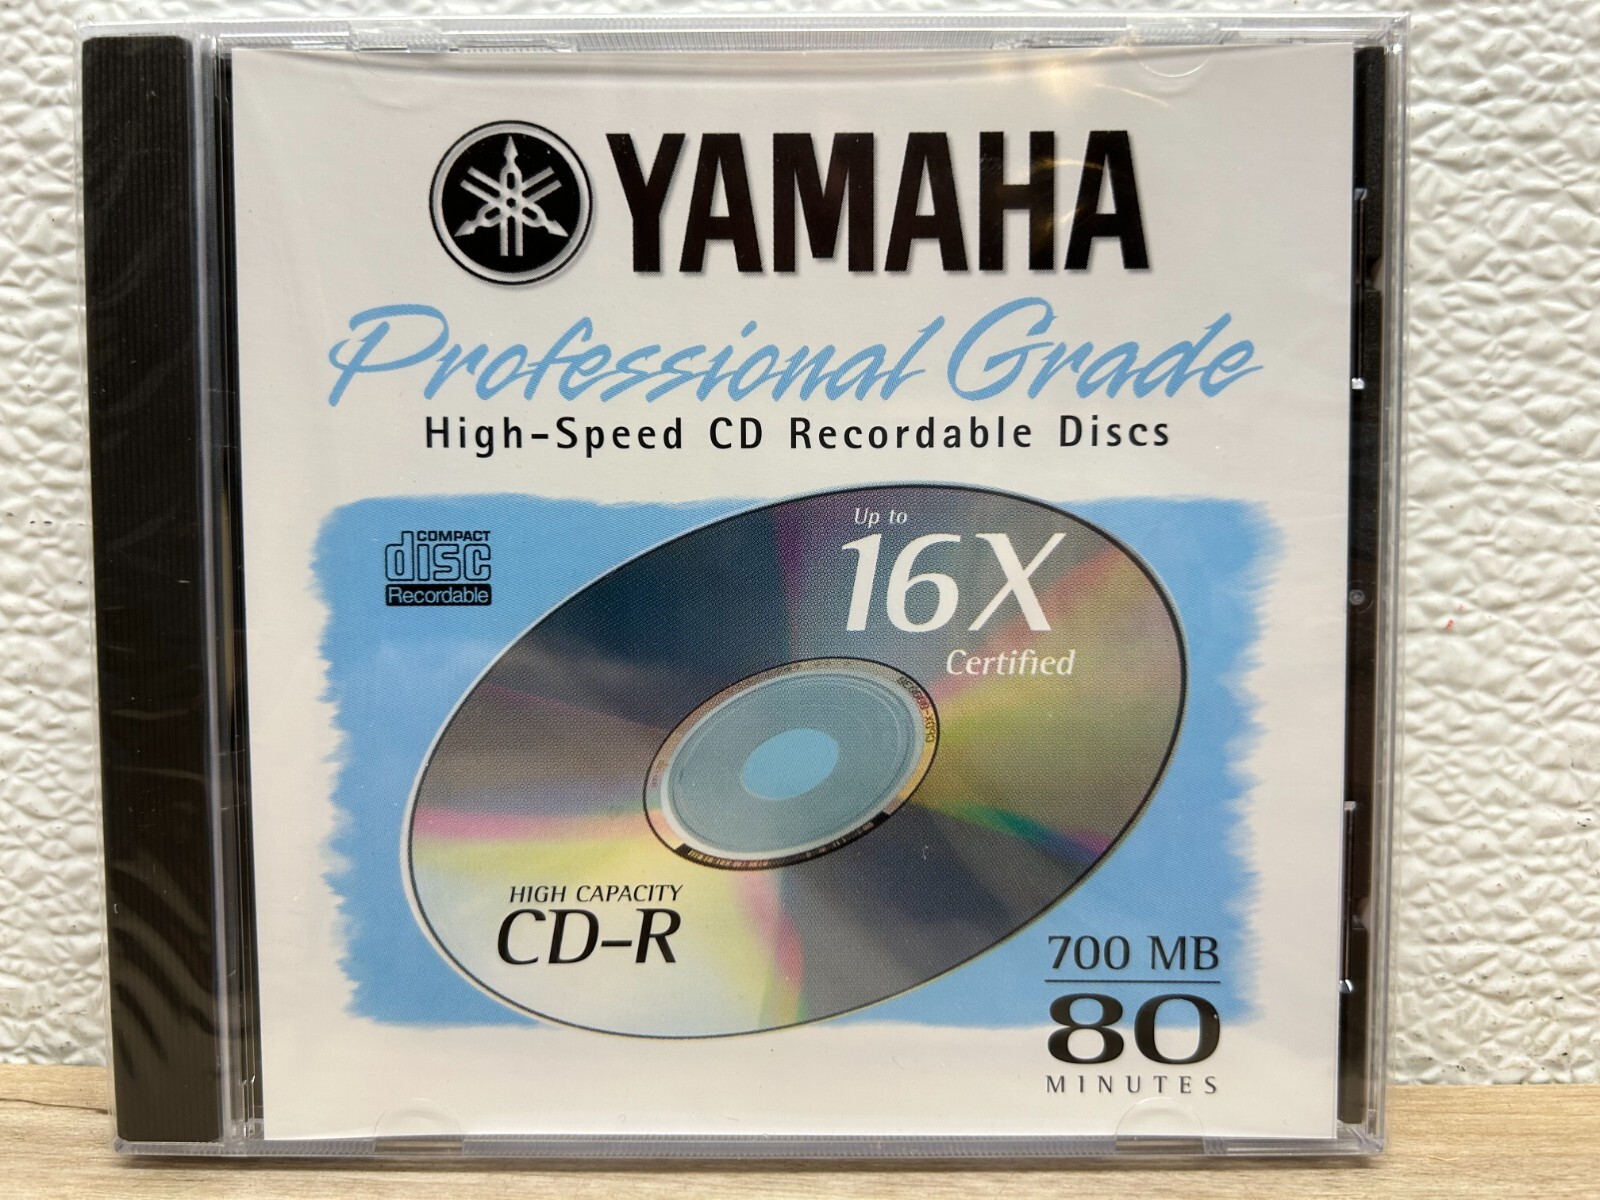 YAMAHA
Professional Grade
High-Speed CD Recordable Discs
COMPACT
disc
Recordable
Up to
16X
Certified
HIGH CAPACITY
CD-R
700 MB
80
MINUTES